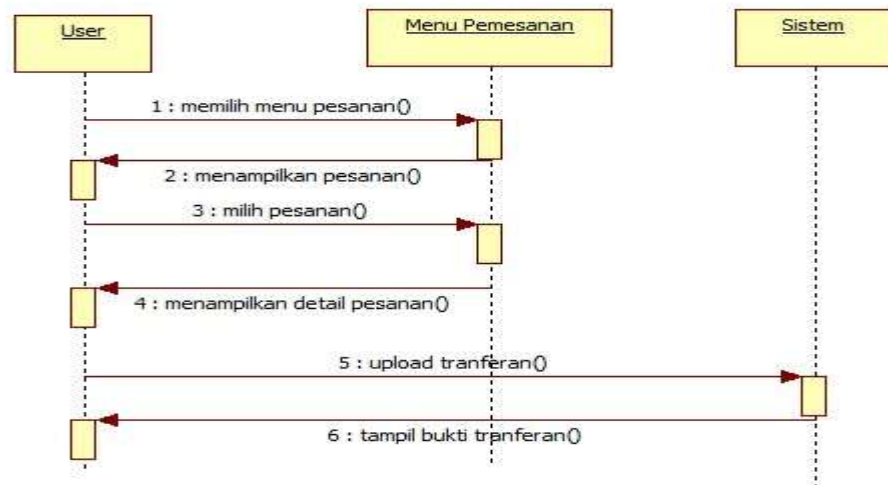 User
Menu Pemesanan
Sistem
1 : memilih menu pesanan()
2 : menampilkan pesanan()
3 : milih pesanan()
4 : menampilkan detail pesanan()
5 : upload tranferan()
6 : tampil bukti tranferan()